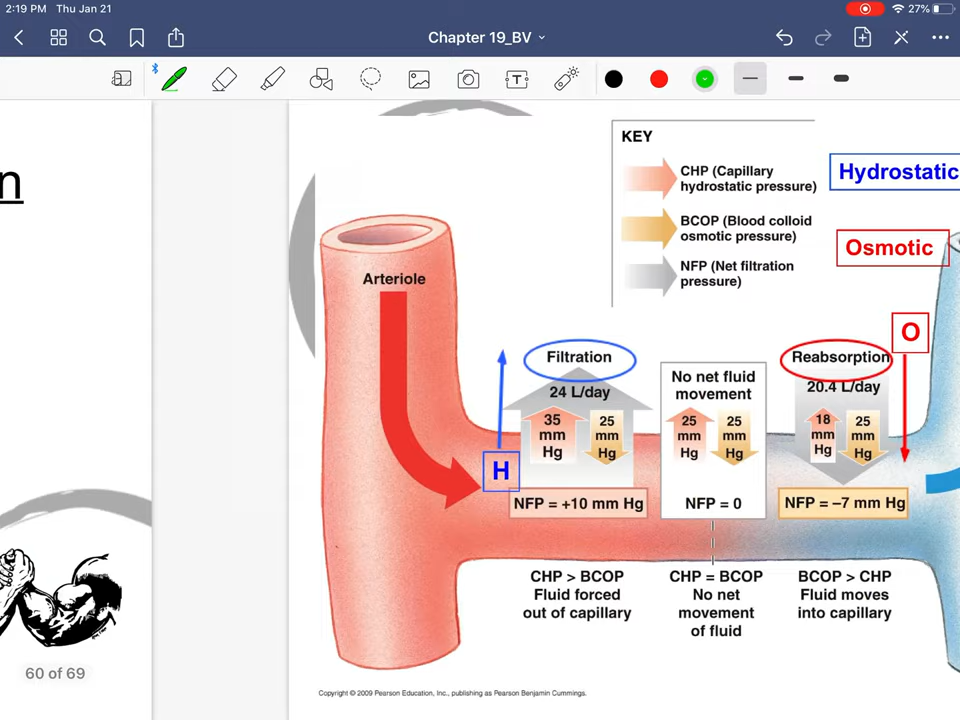 2:19 PM Thu Jan 21
27%
Chapter 19_BV
T
n
KEY
CHP (Capillary
hydrostatic pressure)
BCOP (Blood colloid
osmotic pressure)
NFP (Net filtration
pressure)
Hydrostatic
Osmotic
Arteriole
O
Filtration
24 L/day
35
mm
Hg
25
mm
Hg
H
NFP = +10 mm Hg
No net fluid
movement
25
mm
Hg
25
mm
Hg
NFP = 0
Reabsorption
20.4 L/day
18
mm
Hg
25
mm
Hg
NFP = –7 mm Hg
CHP > BCOP
Fluid forced
out of capillary
CHP = BCOP
No net
movement
of fluid
BCOP > CHP
Fluid moves
into capillary
60 of 69
Copyright © 2009 Pearson Education, Inc., publishing as Pearson Benjamin Cummings.